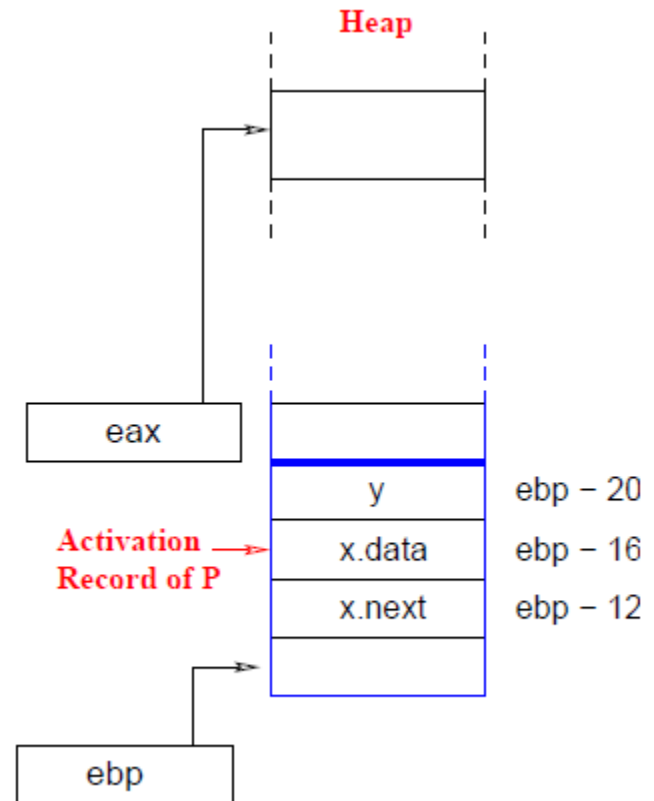 Heap
eax
y
ebp − 20
Activation
Record of P
x.data
ebp − 16
x.next
ebp − 12
ebp